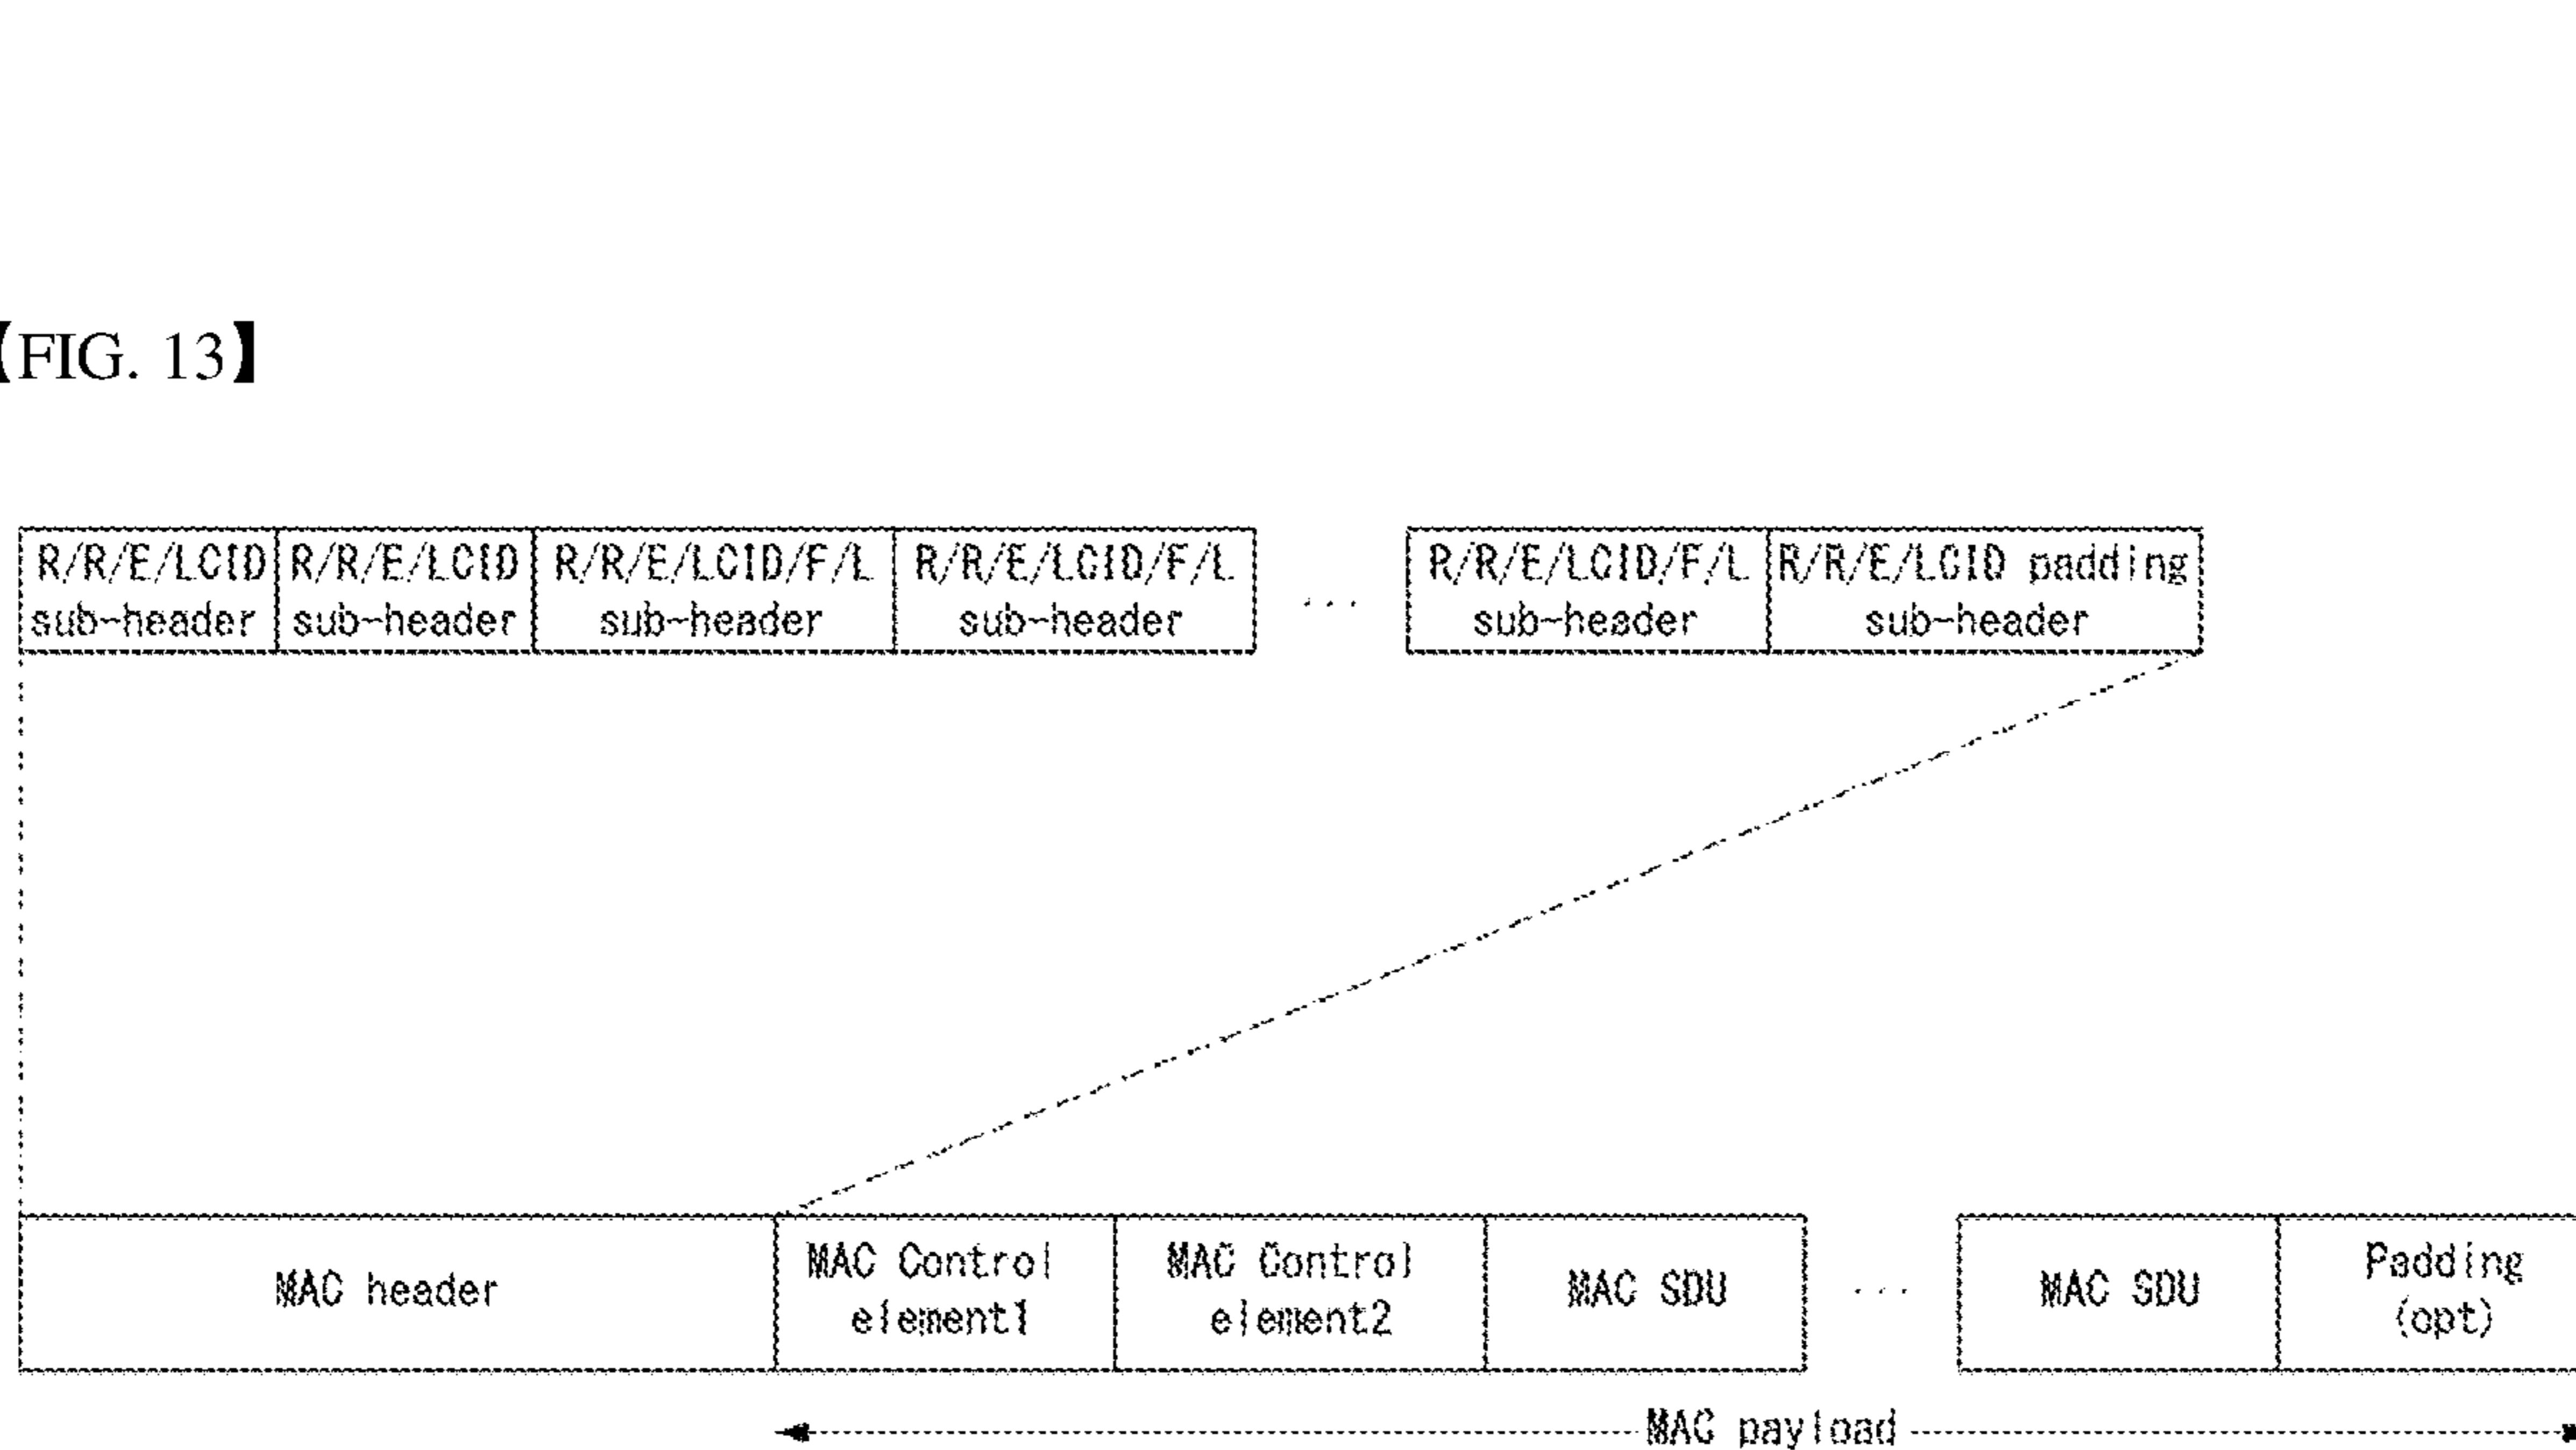 【FIG. 13】
R/R/E/LCID sub-header
R/R/E/LCID sub-header
R/R/E/LCID/F/L sub-header
R/R/E/LCID/F/L sub-header
...
R/R/E/LCID/F/L sub-header
R/R/E/LCID padding sub-header
MAC header
MAC Control element1
MAC Control element2
MAC SDU
...
MAC SDU
Padding (opt)
MAC payload